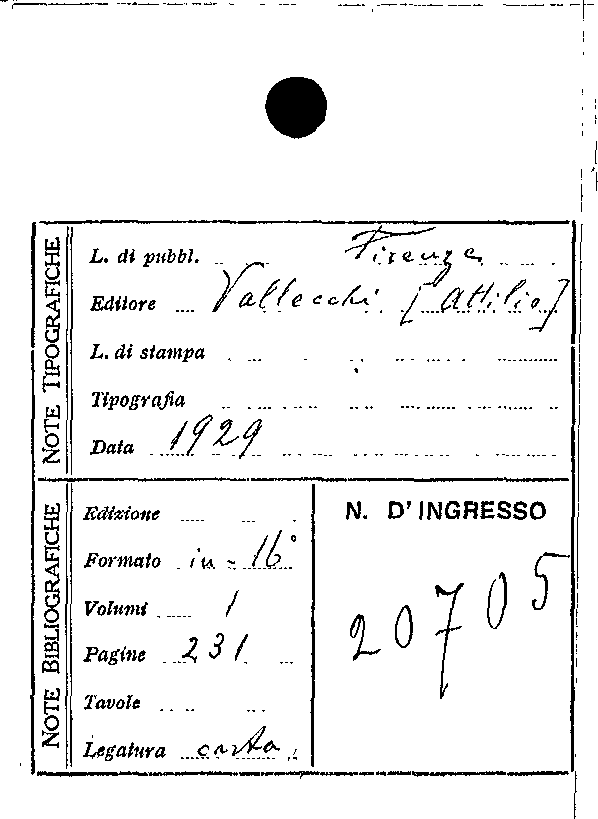 NOTE TIPOGRAFICHE
L. di pubbl. Firenze
Editore Vallecchi [Attilio]
L. di stampa
Tipografia
Data 1929
NOTE BIBLIOGRAFICHE
Edizione
Formato in-16°
Volumi 1
Pagine 231
Tavole
Legatura carta
N. D'INGRESSO
20705